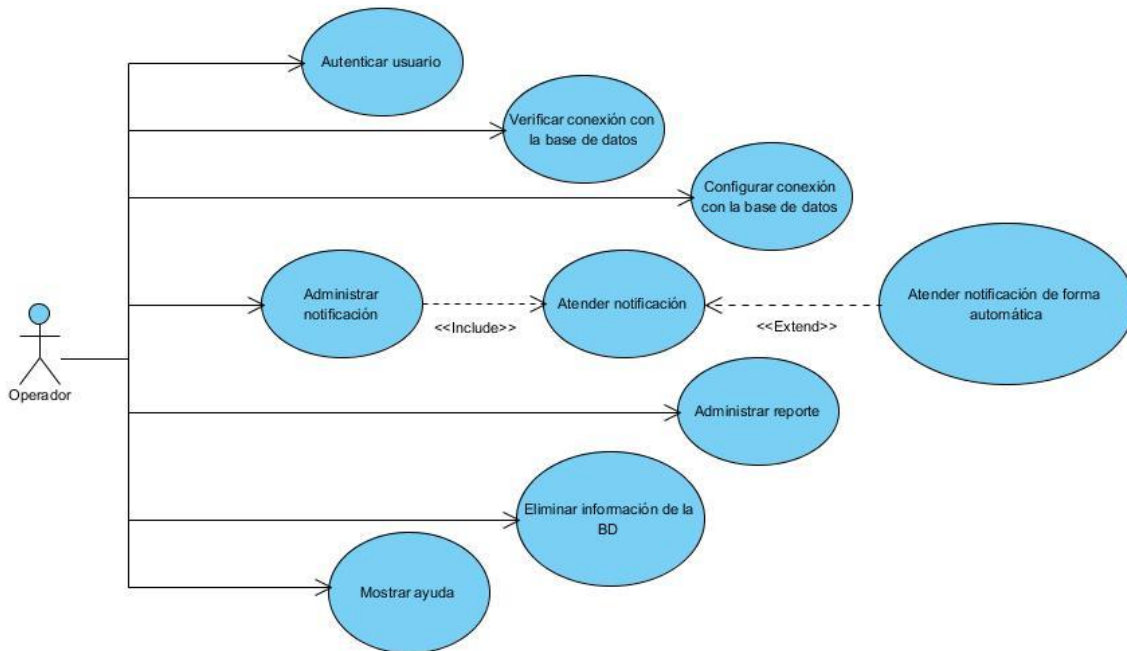 Autenticar usuario
Verificar conexión con
la base de datos
Configurar conexión
con la base de datos
Administrar
notificación
<<Include>>
Atender notificación
<<Extend>>
Atender notificación de forma
automática
Operador
Administrar reporte
Eliminar información de la
BD
Mostrar ayuda